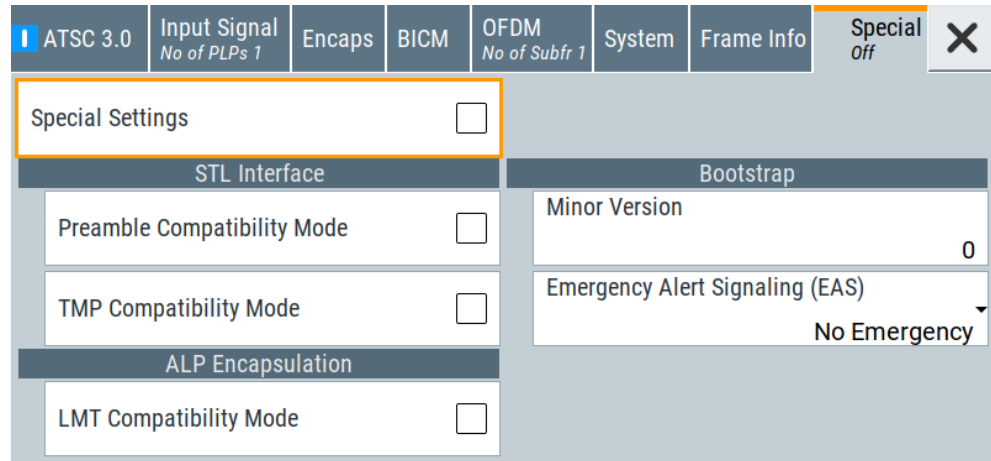 ATSC 3.0
Input Signal
No of PLPs 1
Encaps
BICM
OFDM
No of Subfr 1
System
Frame Info
Special
Off
Special Settings
STL Interface
Preamble Compatibility Mode
TMP Compatibility Mode
ALP Encapsulation
LMT Compatibility Mode
Bootstrap
Minor Version
0
Emergency Alert Signaling (EAS)
No Emergency